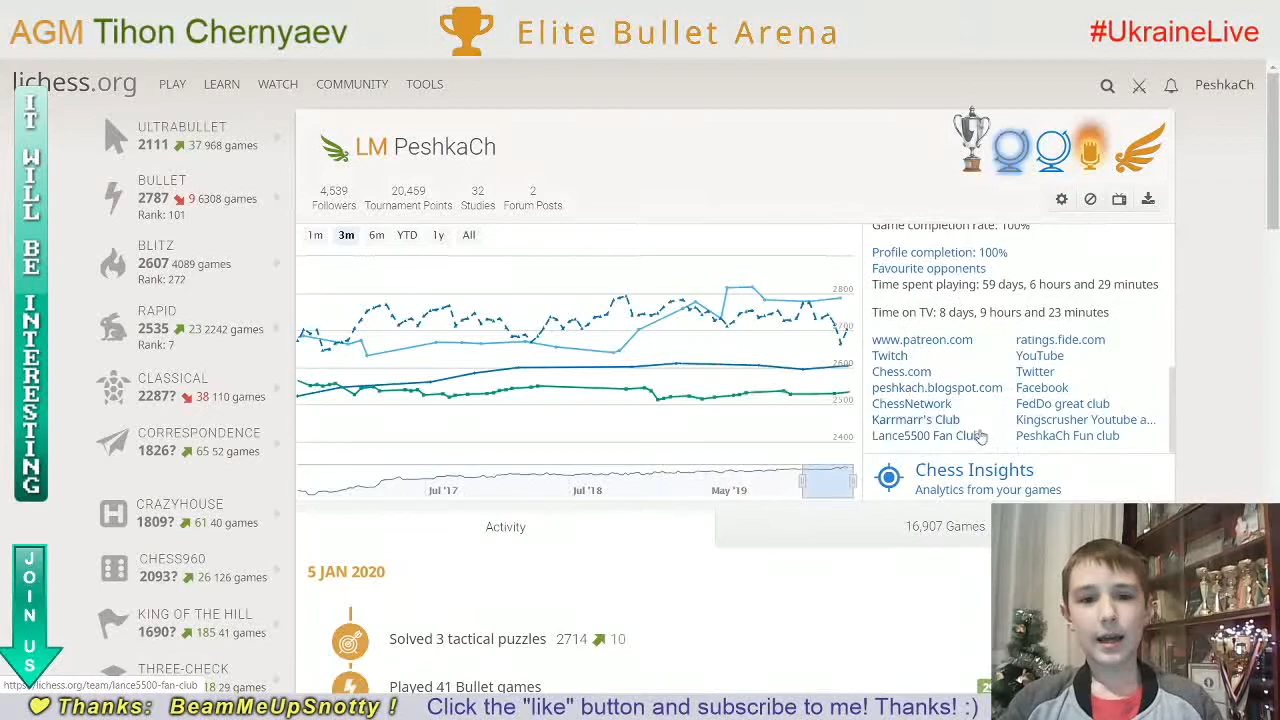 AGM Tihon Chernyaev
Elite Bullet Arena
#UkraineLive
lichess.org
PLAY LEARN WATCH COMMUNITY TOOLS
PeshkaCh
IT WILL BE INTERESTING
JOIN US
ULTRABULLET
2111 37 968 games
BULLET
2787 9 6308 games
Rank: 101
BLITZ
2607 4089 games
Rank: 272
RAPID
2535 23 2242 games
Rank: 7
CLASSICAL
2287? 38 110 games
CORRESPONDENCE
1826? 65 52 games
CRAZYHOUSE
1809? 61 40 games
CHESS960
2093? 26 126 games
KING OF THE HILL
1690? 185 41 games
THREE-CHECK
18 29 games
https://lichess.org/team/lance5500-fan-club
LM PeshkaCh
4,539 20,459 32 2
Followers Tournament Points Studies Forum Posts
1m 3m 6m YTD 1y All
2800
2700
2600
2500
2400
Jul '17 Jul '18 May '19
Game completion rate: 100%
Profile completion: 100%
Favourite opponents
Time spent playing: 59 days, 6 hours and 29 minutes
Time on TV: 8 days, 9 hours and 23 minutes
www.patreon.com ratings.fide.com
Twitch YouTube
Chess.com Twitter
peshkach.blogspot.com Facebook
ChessNetwork FedDo great club
Karrmarr's Club Kingscrusher Youtube a...
Lance5500 Fan Club PeshkaCh Fun club
Chess Insights
Analytics from your games
Activity 16,907 Games
5 JAN 2020
Solved 3 tactical puzzles 2714 10
Played 41 Bullet games
Thanks: BeamMeUpSnotty !
Click the "like" button and subscribe to me! Thanks! :)